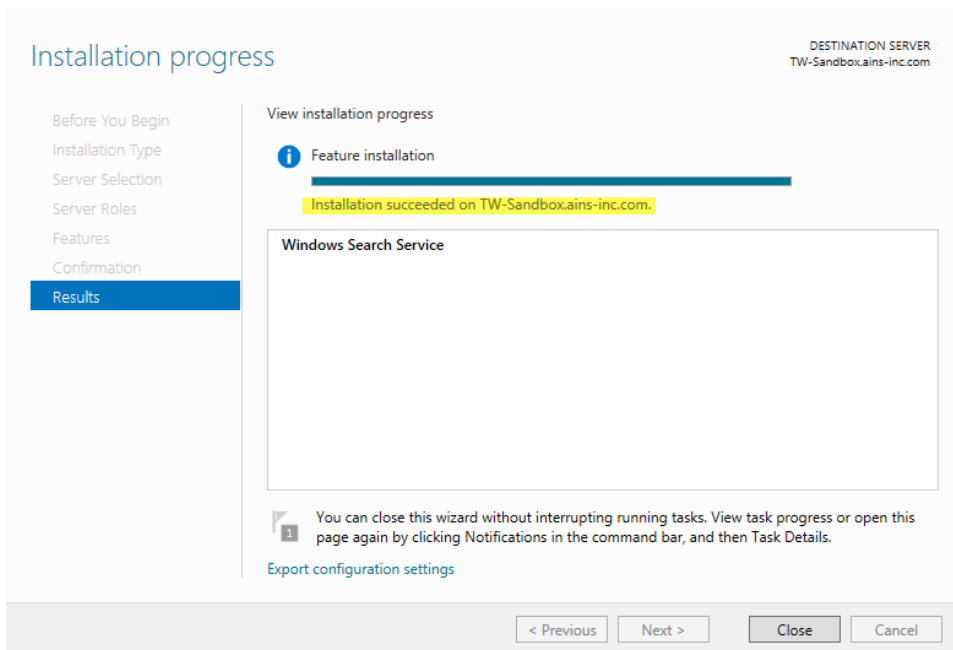 Installation progress
DESTINATION SERVER
TW-Sandbox.ains-inc.com
Before You Begin
Installation Type
Server Selection
Server Roles
Features
Confirmation
Results
View installation progress
Feature installation
Installation succeeded on TW-Sandbox.ains-inc.com.
Windows Search Service
1
You can close this wizard without interrupting running tasks. View task progress or open this
page again by clicking Notifications in the command bar, and then Task Details.
Export configuration settings
< Previous
Next >
Close
Cancel